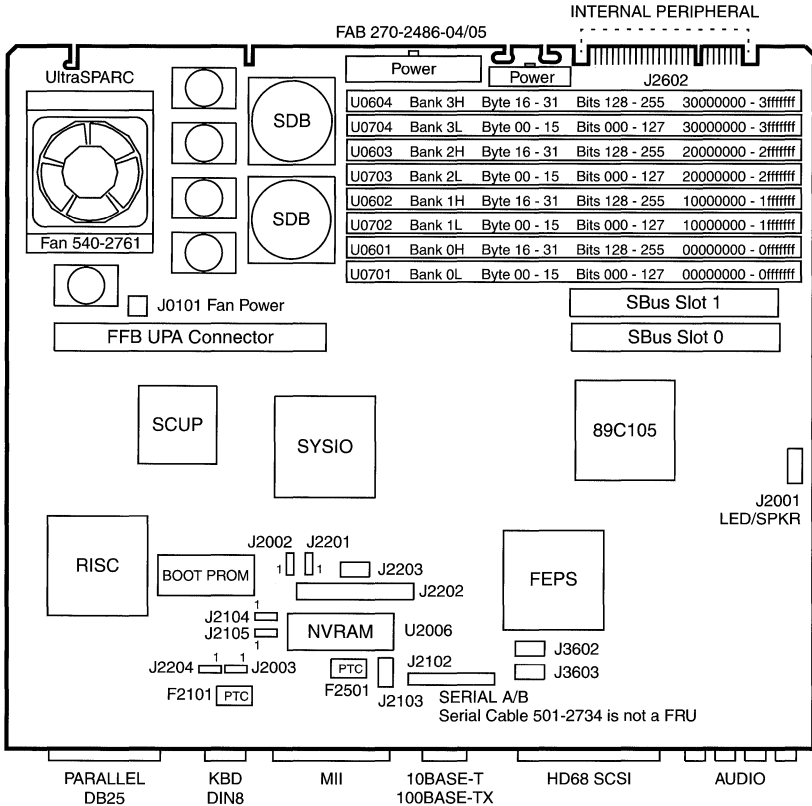 INTERNAL PERIPHERAL
FAB 270-2486-04/05
UltraSPARC
Power
Power
J2602
SDB
SDB
U0604 Bank 3H Byte 16 - 31 Bits 128 - 255 30000000 - 3fffffff
U0704 Bank 3L Byte 00 - 15 Bits 000 - 127 30000000 - 3fffffff
U0603 Bank 2H Byte 16 - 31 Bits 128 - 255 20000000 - 2fffffff
U0703 Bank 2L Byte 00 - 15 Bits 000 - 127 20000000 - 2fffffff
U0602 Bank 1H Byte 16 - 31 Bits 128 - 255 10000000 - 1fffffff
U0702 Bank 1L Byte 00 - 15 Bits 000 - 127 10000000 - 1fffffff
U0601 Bank 0H Byte 16 - 31 Bits 128 - 255 00000000 - 0fffffff
U0701 Bank 0L Byte 00 - 15 Bits 000 - 127 00000000 - 0fffffff
Fan 540-2761
J0101 Fan Power
SBus Slot 1
FFB UPA Connector
SBus Slot 0
SCUP
SYSIO
89C105
J2001
LED/SPKR
RISC
BOOT PROM
J2002
J2201
1
1
J2203
J2202
FEPS
1
J2104
J2105
1
NVRAM
U2006
J3602
J3603
1
1
J2204
J2003
F2101
PTC
PTC
F2501
J2103
J2102
SERIAL A/B
Serial Cable 501-2734 is not a FRU
PARALLEL
DB25
KBD
DIN8
MII
10BASE-T
100BASE-TX
HD68 SCSI
AUDIO